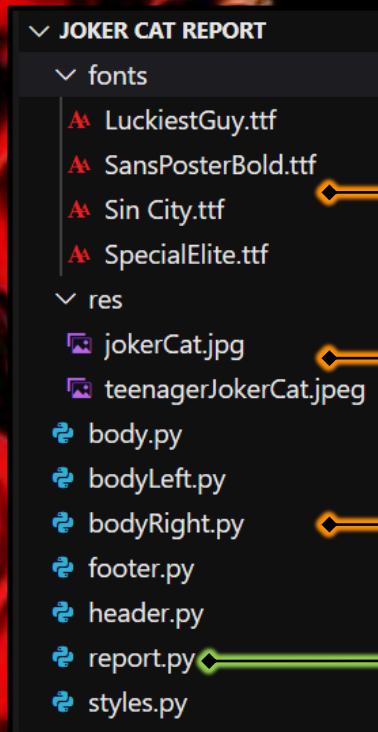 JOKER CAT REPORT
fonts
LuckiestGuy.ttf
SansPosterBold.ttf
Sin City.ttf
SpecialElite.ttf
res
jokerCat.jpg
teenagerJokerCat.jpeg
body.py
bodyLeft.py
bodyRight.py
footer.py
header.py
report.py
styles.py